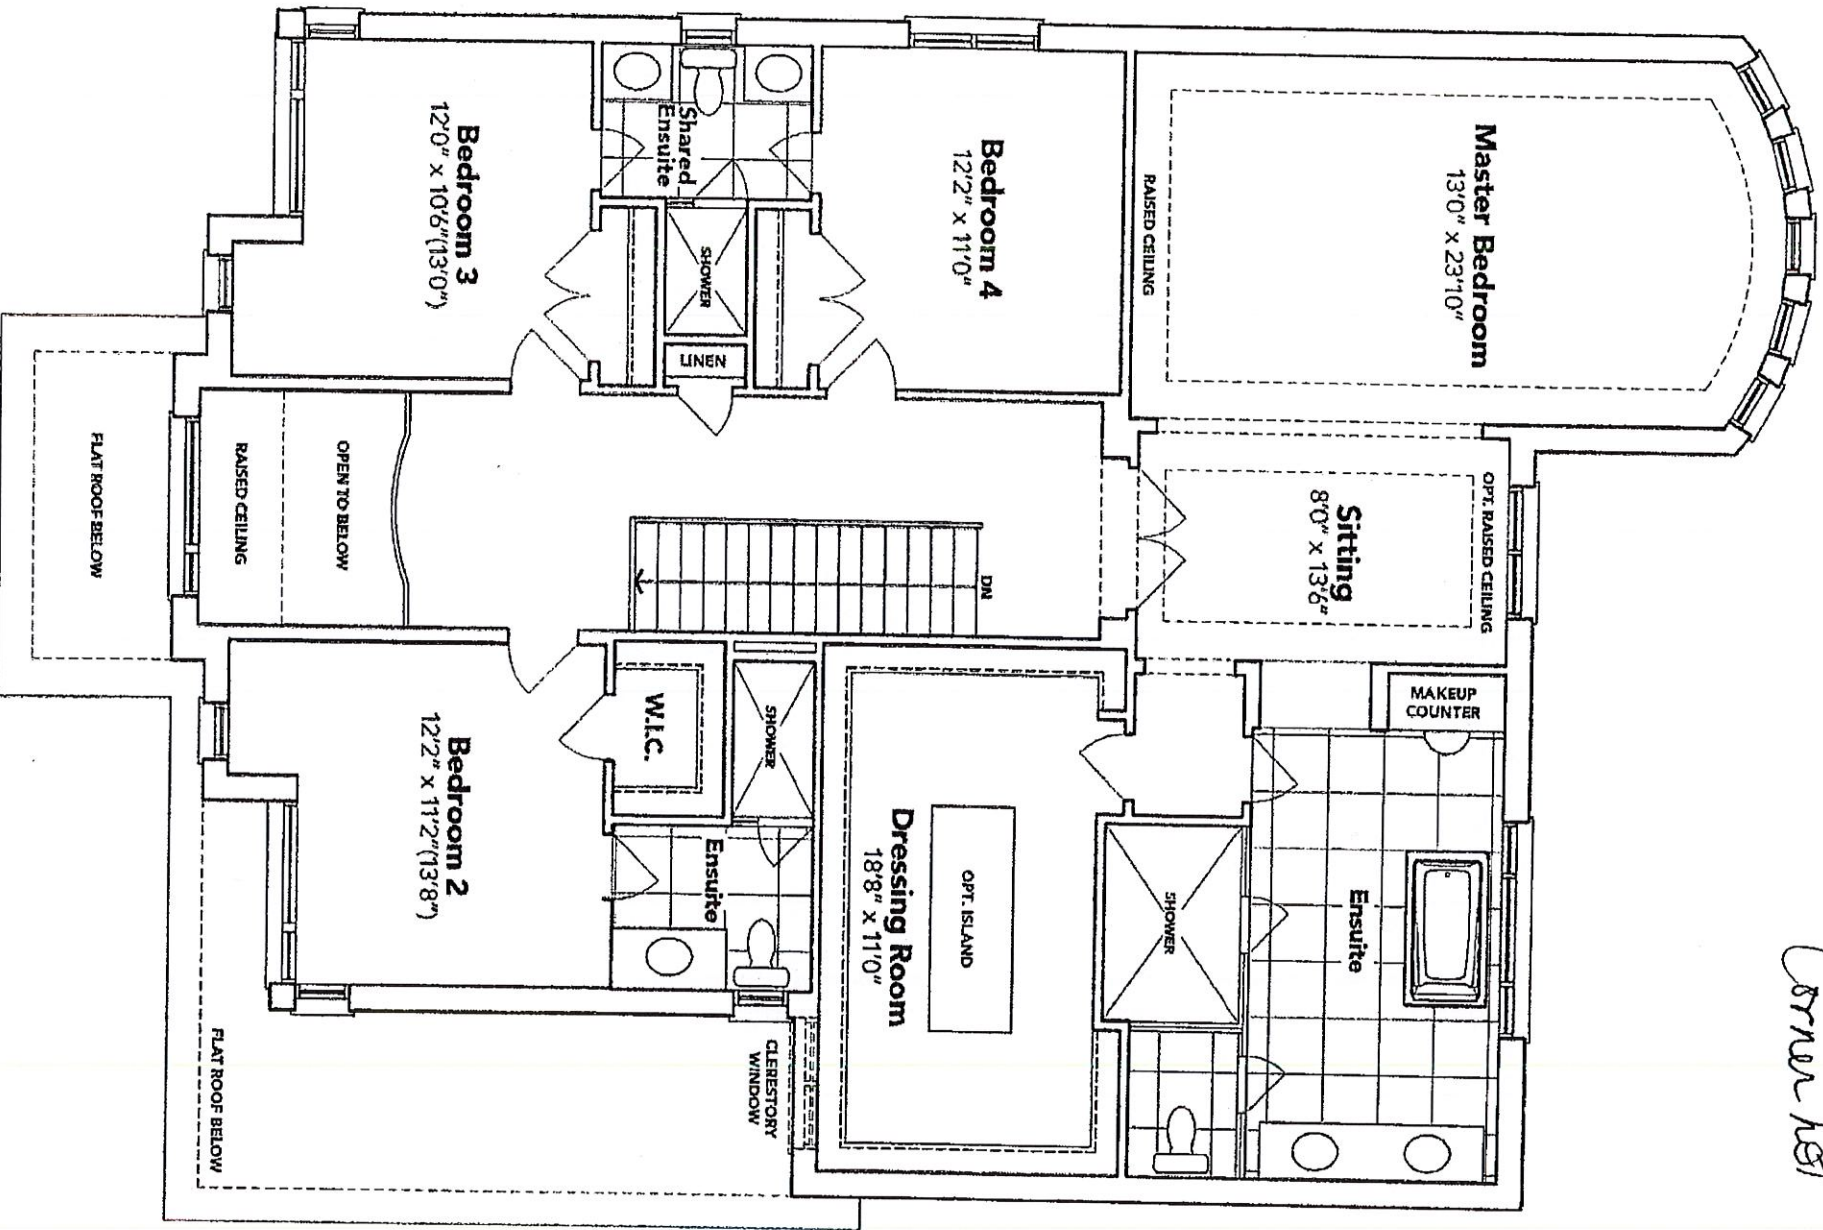 Corner lot
Master Bedroom
13'0" x 23'10"
RAISED CEILING
OPT. RAISED CEILING
Sitting
8'0" x 13'6"
MAKEUP
COUNTER
Ensuite
SHOWER
Bedroom 4
12'2" x 11'0"
DN
Dressing Room
18'8" x 11'0"
OPT. ISLAND
Shared
Ensuite
SHOWER
LINEN
SHOWER
W.I.C.
Ensuite
CLERESTORY
WINDOW
Bedroom 3
12'0" x 10'6"(13'0")
OPEN TO BELOW
RAISED CEILING
Bedroom 2
12'2" x 11'2"(13'8")
FLAT ROOF BELOW
FLAT ROOF BELOW